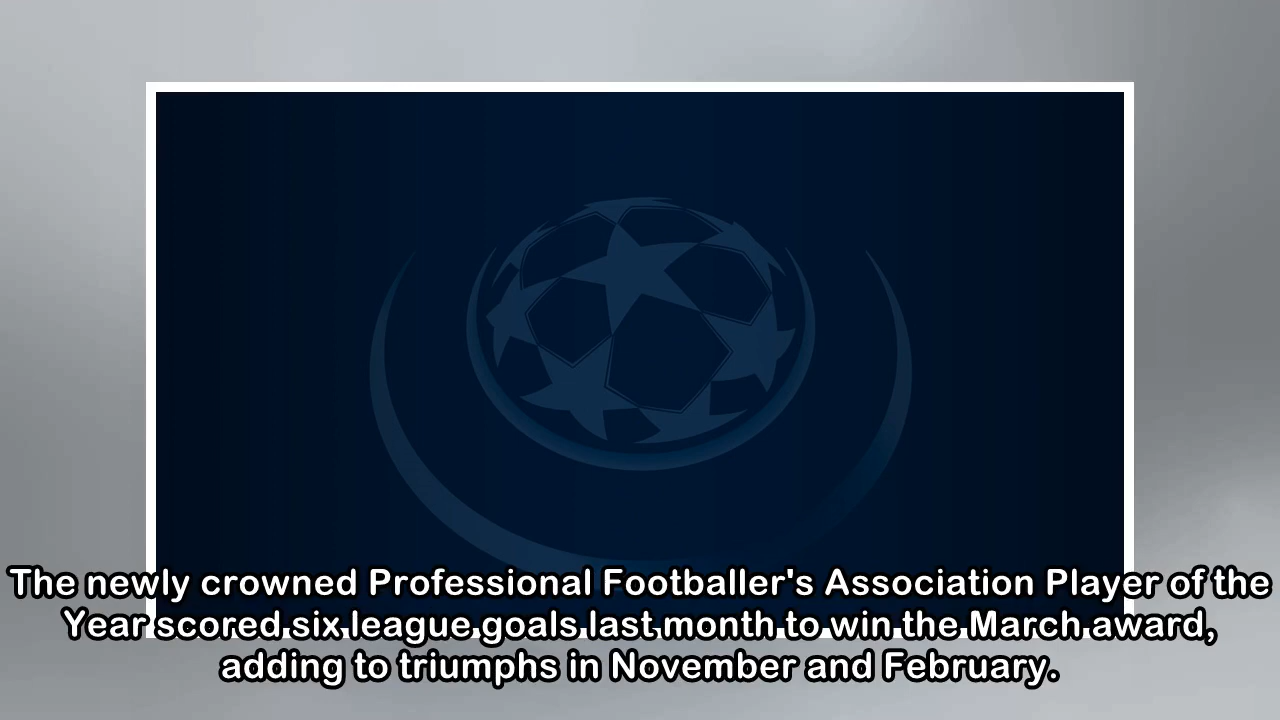 The newly crowned Professional Footballer's Association Player of the
Year scored six league goals last month to win the March award,
adding to triumphs in November and February.